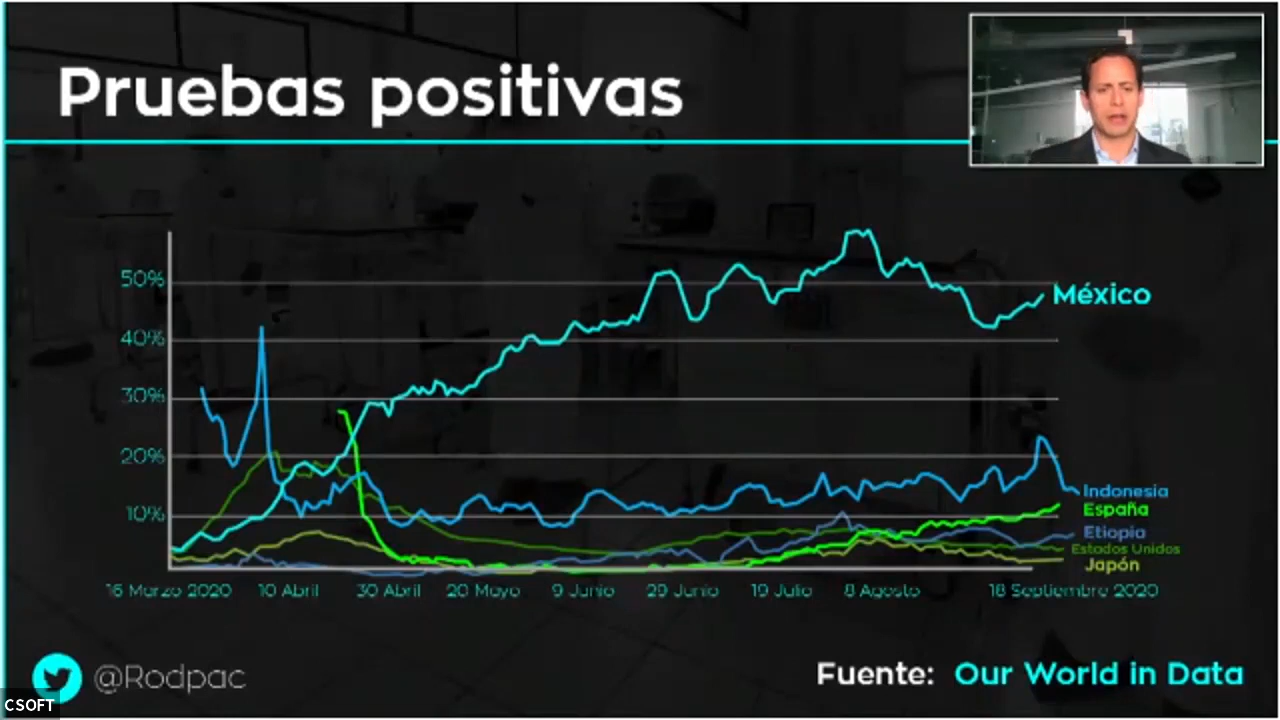 Pruebas positivas
50%
40%
30%
20%
10%
México
Indonesia
España
Etiopia
Estados Unidos
Japón
16 Marzo 2020 10 Abril 30 Abril 20 Mayo 9 Junio 29 Junio 19 Julio 8 Agosto 18 Septiembre 2020
@Rodpac
Fuente: Our World in Data
CSOFT